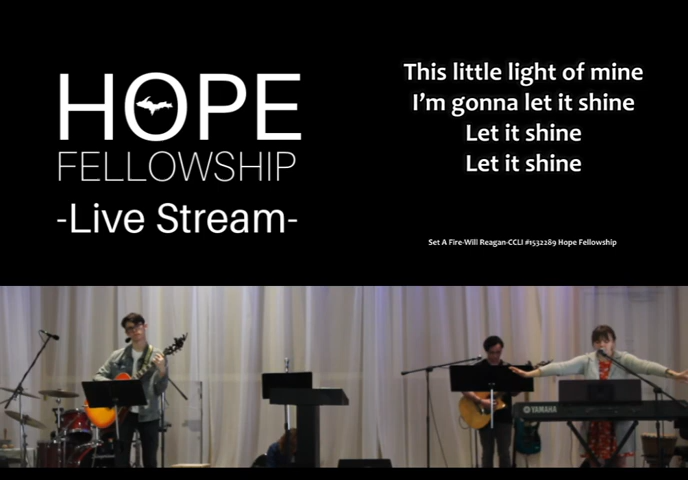 HOPE
FELLOWSHIP
-Live Stream-
This little light of mine
I'm gonna let it shine
Let it shine
Let it shine
Set A Fire-Will Reagan-CCLI #1532289 Hope Fellowship
YAMAHA